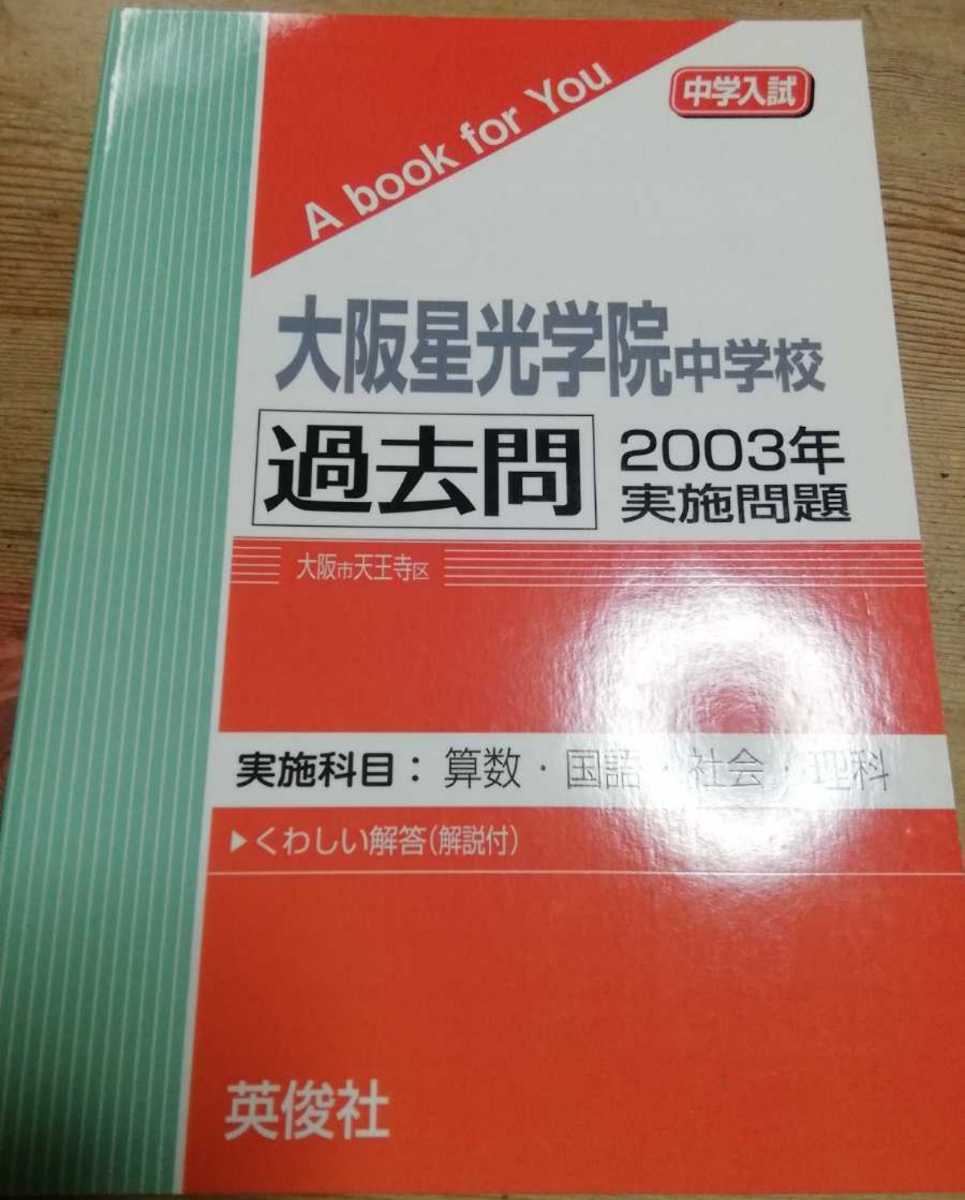 A book for You
中学入試
大阪星光学院中学校
過去問
2003年
実施問題
大阪市天王寺区
実施科目：算数・国語・社会・理科
▶くわしい解答(解説付)
英俊社